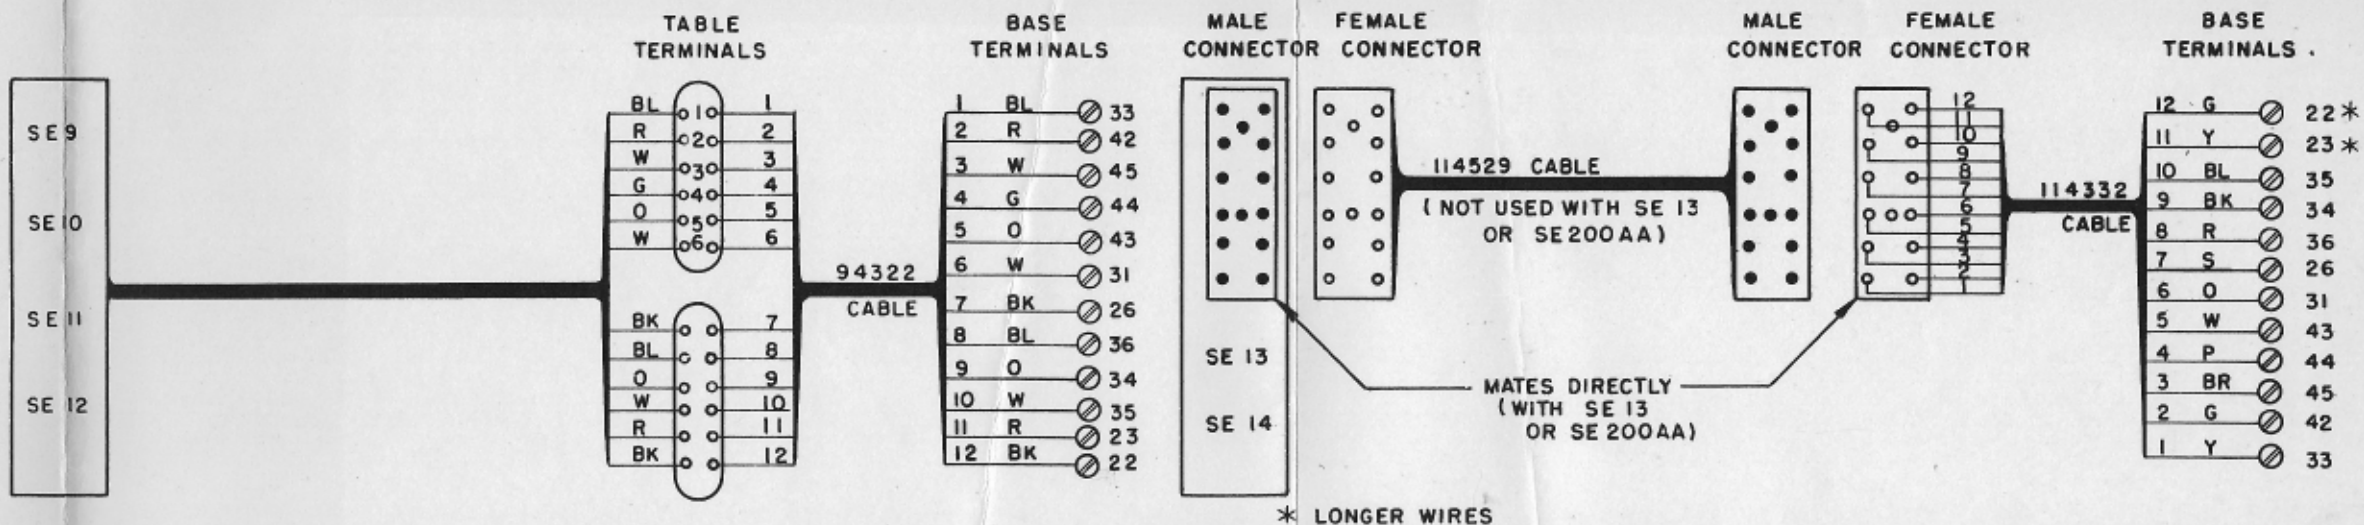 TABLE
TERMINALS
BASE
TERMINALS
MALE
CONNECTOR
FEMALE
CONNECTOR
MALE
CONNECTOR
FEMALE
CONNECTOR
BASE
TERMINALS .
SE 9
SE 10
SE 11
SE 12
BL 1 1
R 2 2
W 3 3
G 4 4
O 5 5
W 6 6
BK 7
BL 8
O 9
W 10
R 11
BK 12
94322
CABLE
1 BL 33
2 R 42
3 W 45
4 G 44
5 O 43
6 W 31
7 BK 26
8 BL 36
9 O 34
10 W 35
11 R 23
12 BK 22
SE 13
SE 14
114529 CABLE
( NOT USED WITH SE 13
OR SE200AA)
MATES DIRECTLY
(WITH SE 13
OR SE200AA)
12
11
10
9
8
7
6
5
4
3
2
1
114332
CABLE
12 G 22*
11 Y 23*
10 BL 35
9 BK 34
8 R 36
7 S 26
6 O 31
5 W 43
4 P 44
3 BR 45
2 G 42
1 Y 33
* LONGER WIRES